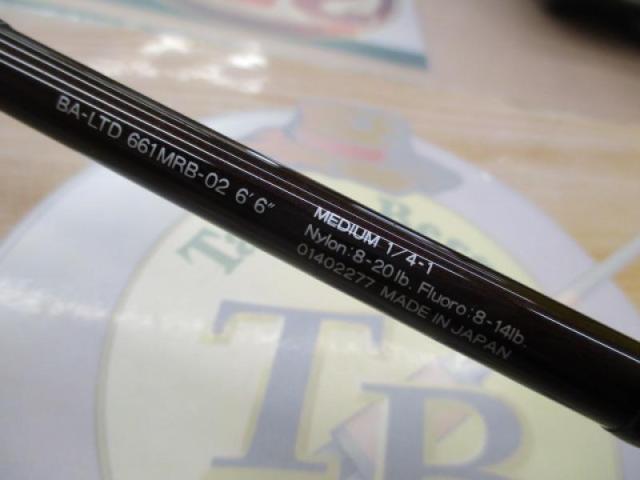 BA-LTD 661MRB-02 6'6"
MEDIUM 1/4-1
Nylon:8-20lb. Fluoro:8-14lb.
01402277 MADE IN JAPAN
TB